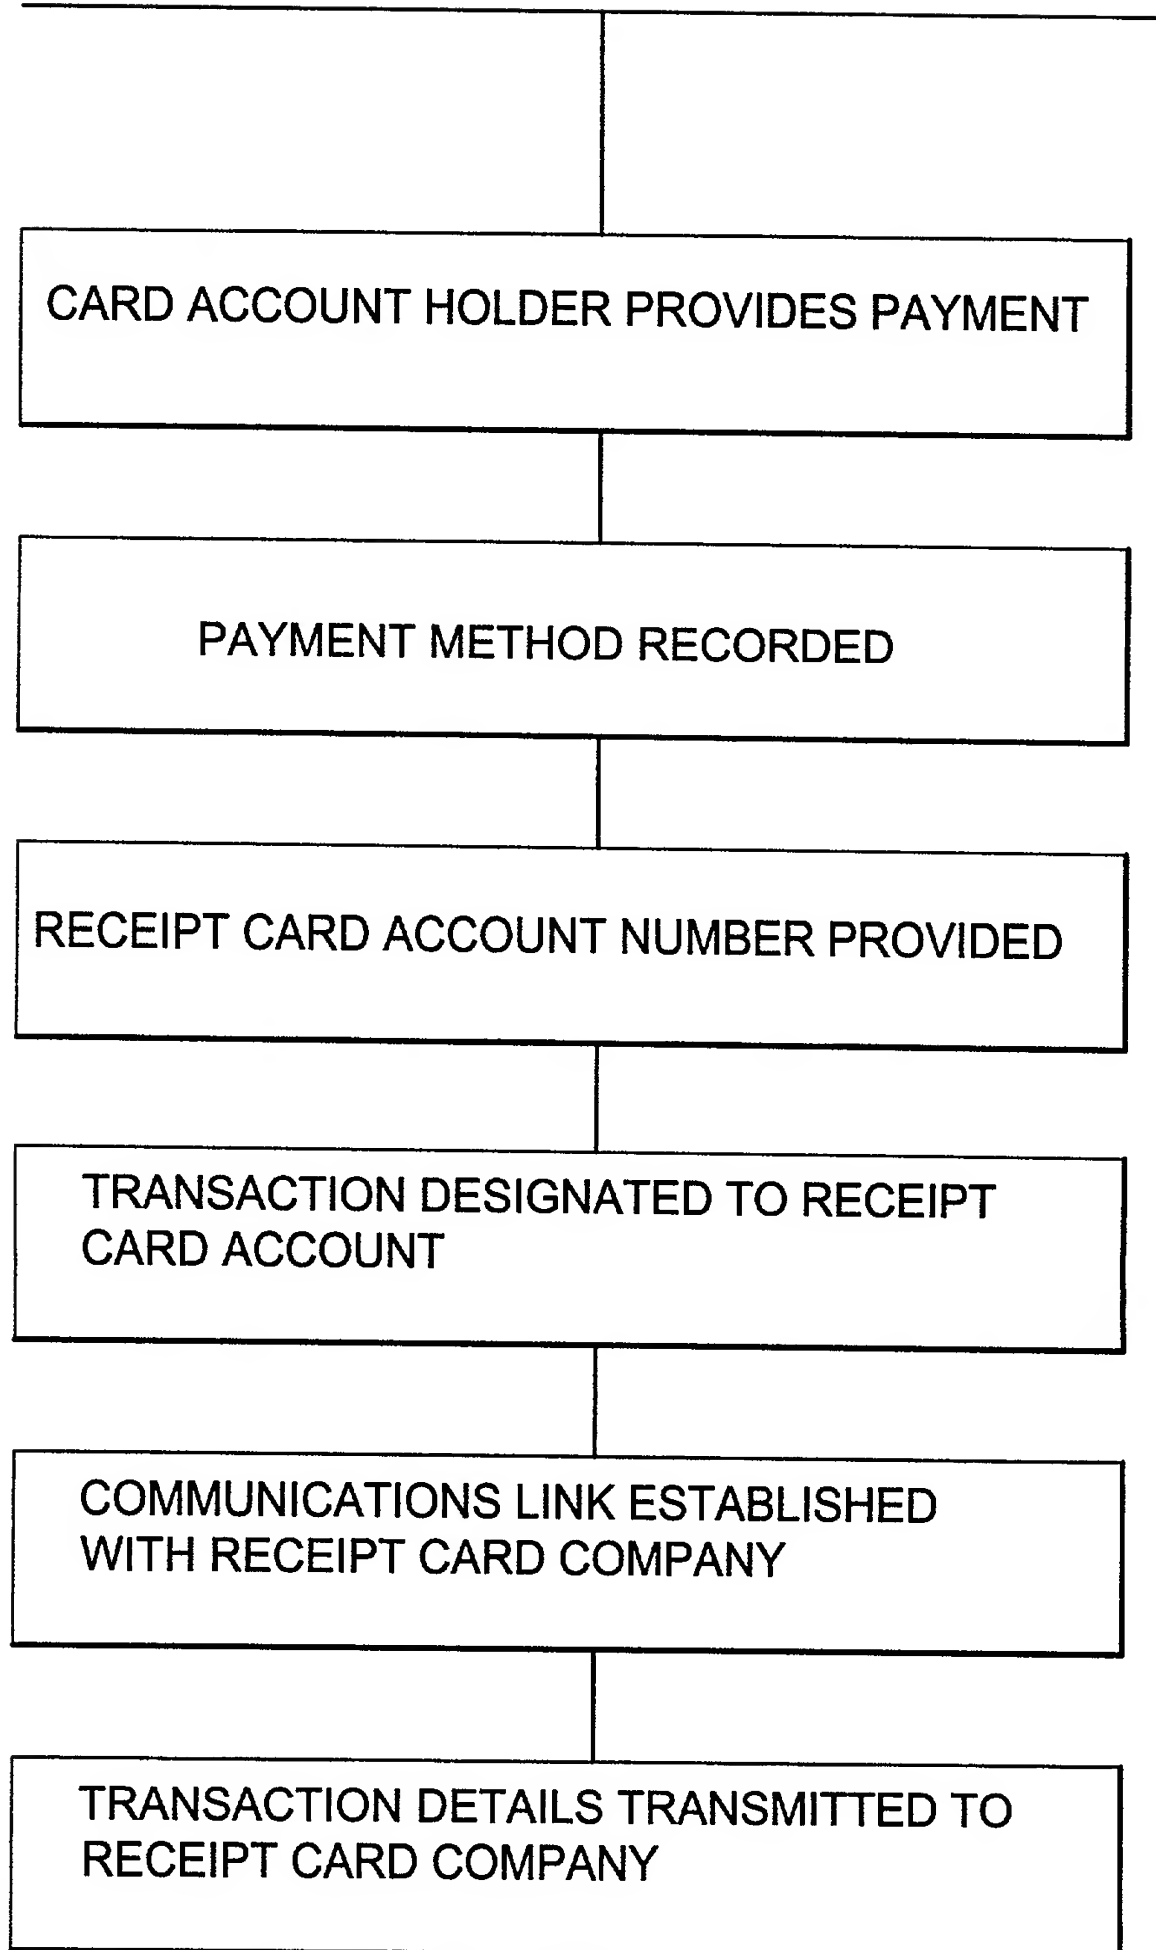 CARD ACCOUNT HOLDER PROVIDES PAYMENT
PAYMENT METHOD RECORDED
RECEIPT CARD ACCOUNT NUMBER PROVIDED
TRANSACTION DESIGNATED TO RECEIPT
CARD ACCOUNT
COMMUNICATIONS LINK ESTABLISHED
WITH RECEIPT CARD COMPANY
TRANSACTION DETAILS TRANSMITTED TO
RECEIPT CARD COMPANY